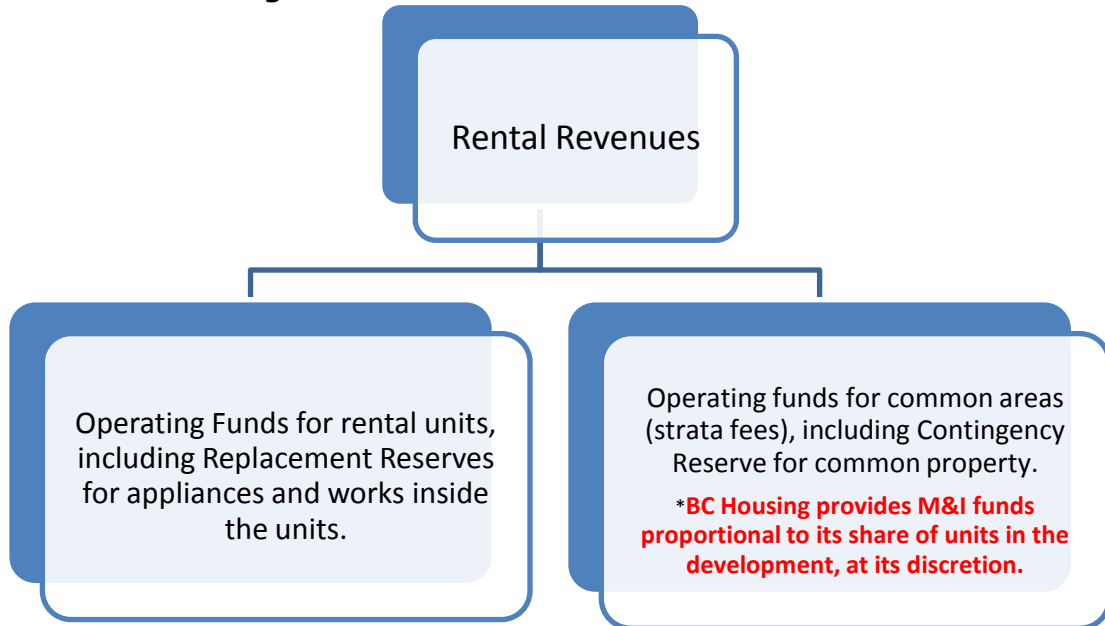 Rental Revenues
Operating Funds for rental units,
including Replacement Reserves
for appliances and works inside
the units.
Operating funds for common areas
(strata fees), including Contingency
Reserve for common property.
*BC Housing provides M&I funds
proportional to its share of units in the
development, at its discretion.